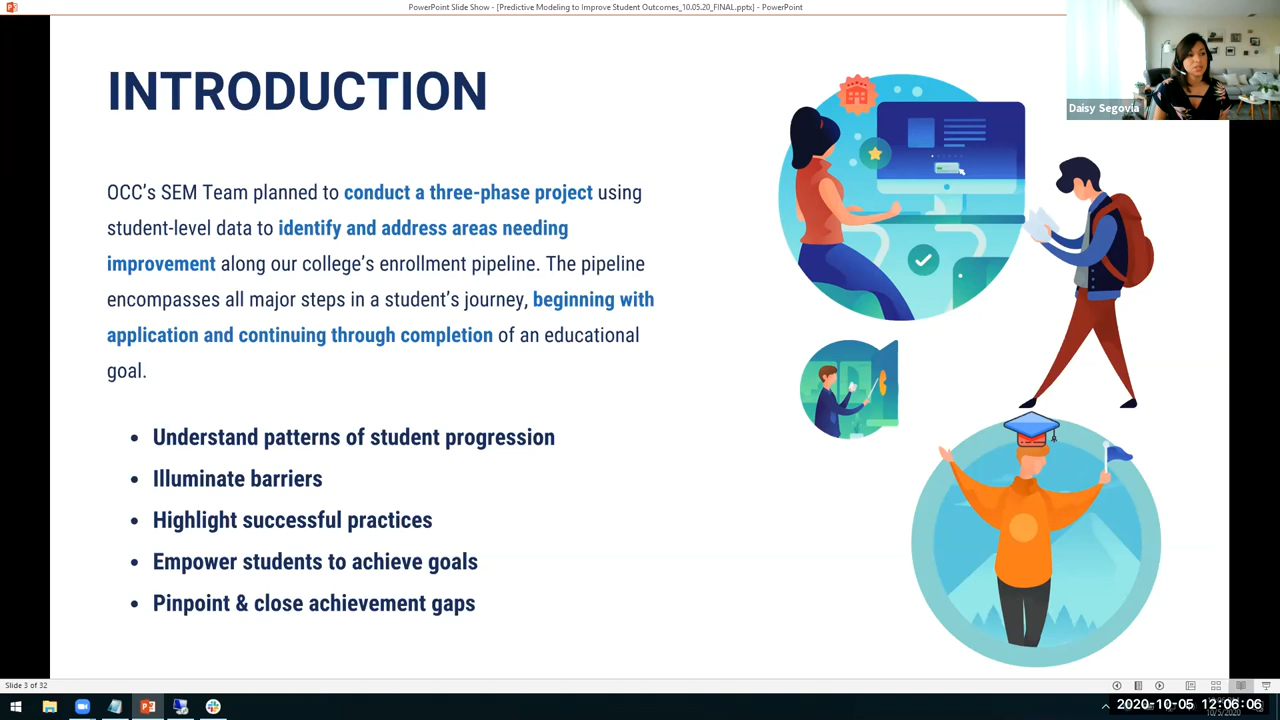 PowerPoint Slide Show - [Predictive Modeling to Improve Student Outcomes_10.05.20_FINAL.pptx] - PowerPoint
Daisy Segovia
INTRODUCTION
OCC's SEM Team planned to conduct a three-phase project using
student-level data to identify and address areas needing
improvement along our college's enrollment pipeline. The pipeline
encompasses all major steps in a student's journey, beginning with
application and continuing through completion of an educational
goal.
• Understand patterns of student progression
• Illuminate barriers
• Highlight successful practices
• Empower students to achieve goals
• Pinpoint & close achievement gaps
Slide 3 of 32
2020-10-05 12:06:06
10/5/2020